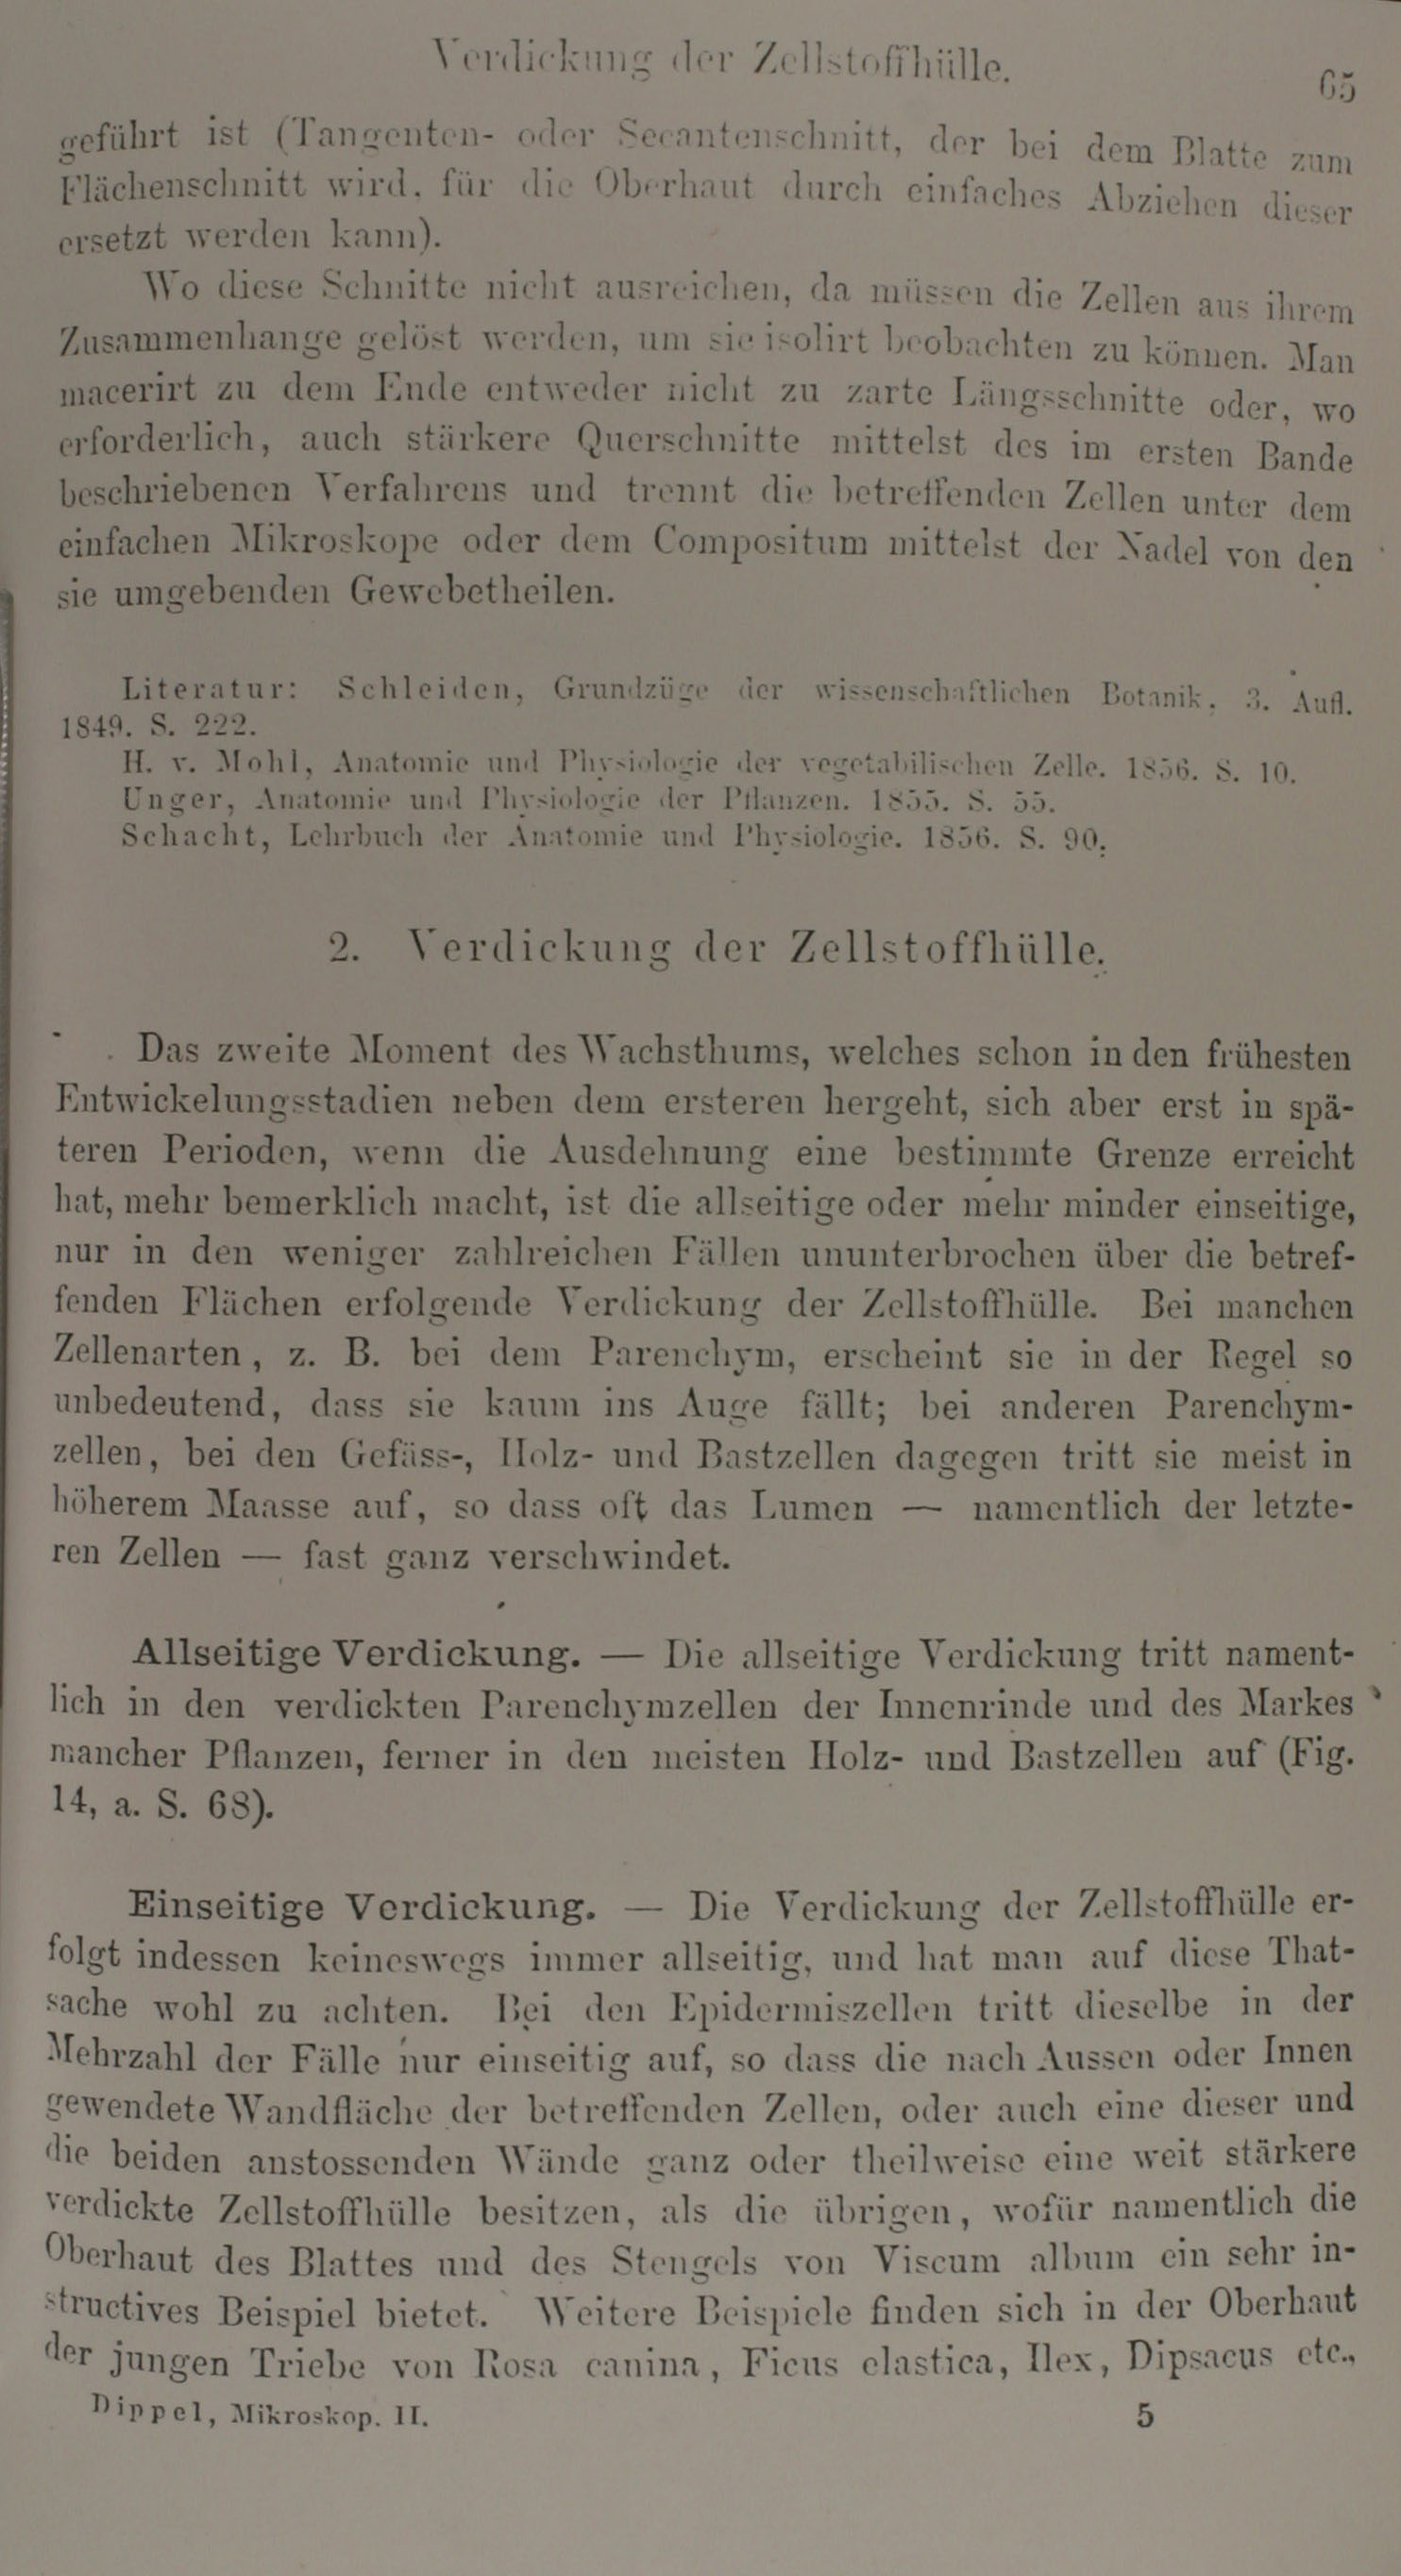 Verdickung der Zellstoffhülle.
65
geführt ist (Tangenten- oder Secantenschnitt, der bei dem Blatte zum
Flächenschnitt wird, für die Oberhaut durch einfaches Abziehen dieser
ersetzt werden kann).
Wo diese Schnitte nicht ausreichen, da müssen die Zellen aus ihrem
Zusammenhange gelöst werden, um sie isolirt beobachten zu können. Man
macerirt zu dem Ende entweder nicht zu zarte Längsschnitte oder, wo
erforderlich, auch stärkere Querschnitte mittelst des im ersten Bande
beschriebenen Verfahrens und trennt die betreffenden Zellen unter dem
einfachen Mikroskope oder dem Compositum mittelst der Nadel von den
sie umgebenden Gewebetheilen.
Literatur: Schleiden, Grundzüge der wissenschaftlichen Botanik, 3. Aufl.
1849. S. 222.
H. v. Mohl, Anatomie und Physiologie der vegetabilischen Zelle. 1856. S. 10.
Unger, Anatomie und Physiologie der Pflanzen. 1855. S. 55.
Schacht, Lehrbuch der Anatomie und Physiologie. 1856. S. 90.
2. Verdickung der Zellstoffhülle.
Das zweite Moment des Wachsthums, welches schon in den frühesten
Entwickelungsstadien neben dem ersteren hergeht, sich aber erst in spä-
teren Perioden, wenn die Ausdehnung eine bestimmte Grenze erreicht
hat, mehr bemerklich macht, ist die allseitige oder mehr minder einseitige,
nur in den weniger zahlreichen Fällen ununterbrochen über die betref-
fenden Flächen erfolgende Verdickung der Zellstoffhülle. Bei manchen
Zellenarten, z. B. bei dem Parenchym, erscheint sie in der Regel so
unbedeutend, dass sie kaum ins Auge fällt; bei anderen Parenchym-
zellen, bei den Gefäss-, Holz- und Bastzellen dagegen tritt sie meist in
höherem Maasse auf, so dass oft das Lumen — namentlich der letzte-
ren Zellen — fast ganz verschwindet.
Allseitige Verdickung. — Die allseitige Verdickung tritt nament-
lich in den verdickten Parenchymzellen der Innenrinde und des Markes
mancher Pflanzen, ferner in den meisten Holz- und Bastzellen auf (Fig.
14, a. S. 68).
Einseitige Verdickung. — Die Verdickung der Zellstoffhülle er-
folgt indessen keineswegs immer allseitig, und hat man auf diese That-
sache wohl zu achten. Bei den Epidermiszellen tritt dieselbe in der
Mehrzahl der Fälle nur einseitig auf, so dass die nach Aussen oder Innen
gewendete Wandfläche der betreffenden Zellen, oder auch eine dieser und
die beiden anstossenden Wände ganz oder theilweise eine weit stärkere
verdickte Zellstoffhülle besitzen, als die übrigen, wofür namentlich die
Oberhaut des Blattes und des Stengels von Viscum album ein sehr in-
structives Beispiel bietet. Weitere Beispiele finden sich in der Oberhaut
der jungen Triebe von Rosa canina, Ficus elastica, Ilex, Dipsacus etc.,
Dippel, Mikroskop. II.
5